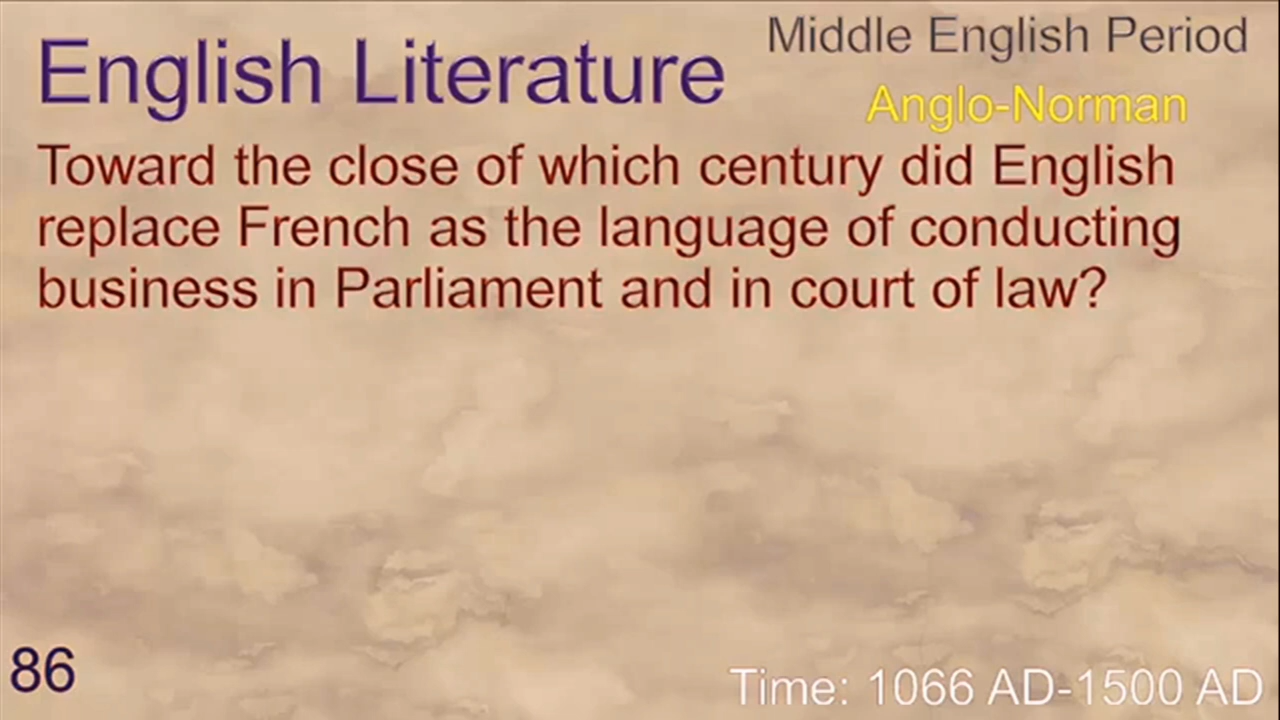 English Literature
Middle English Period
Anglo-Norman
Toward the close of which century did English
replace French as the language of conducting
business in Parliament and in court of law?
86
Time: 1066 AD-1500 AD